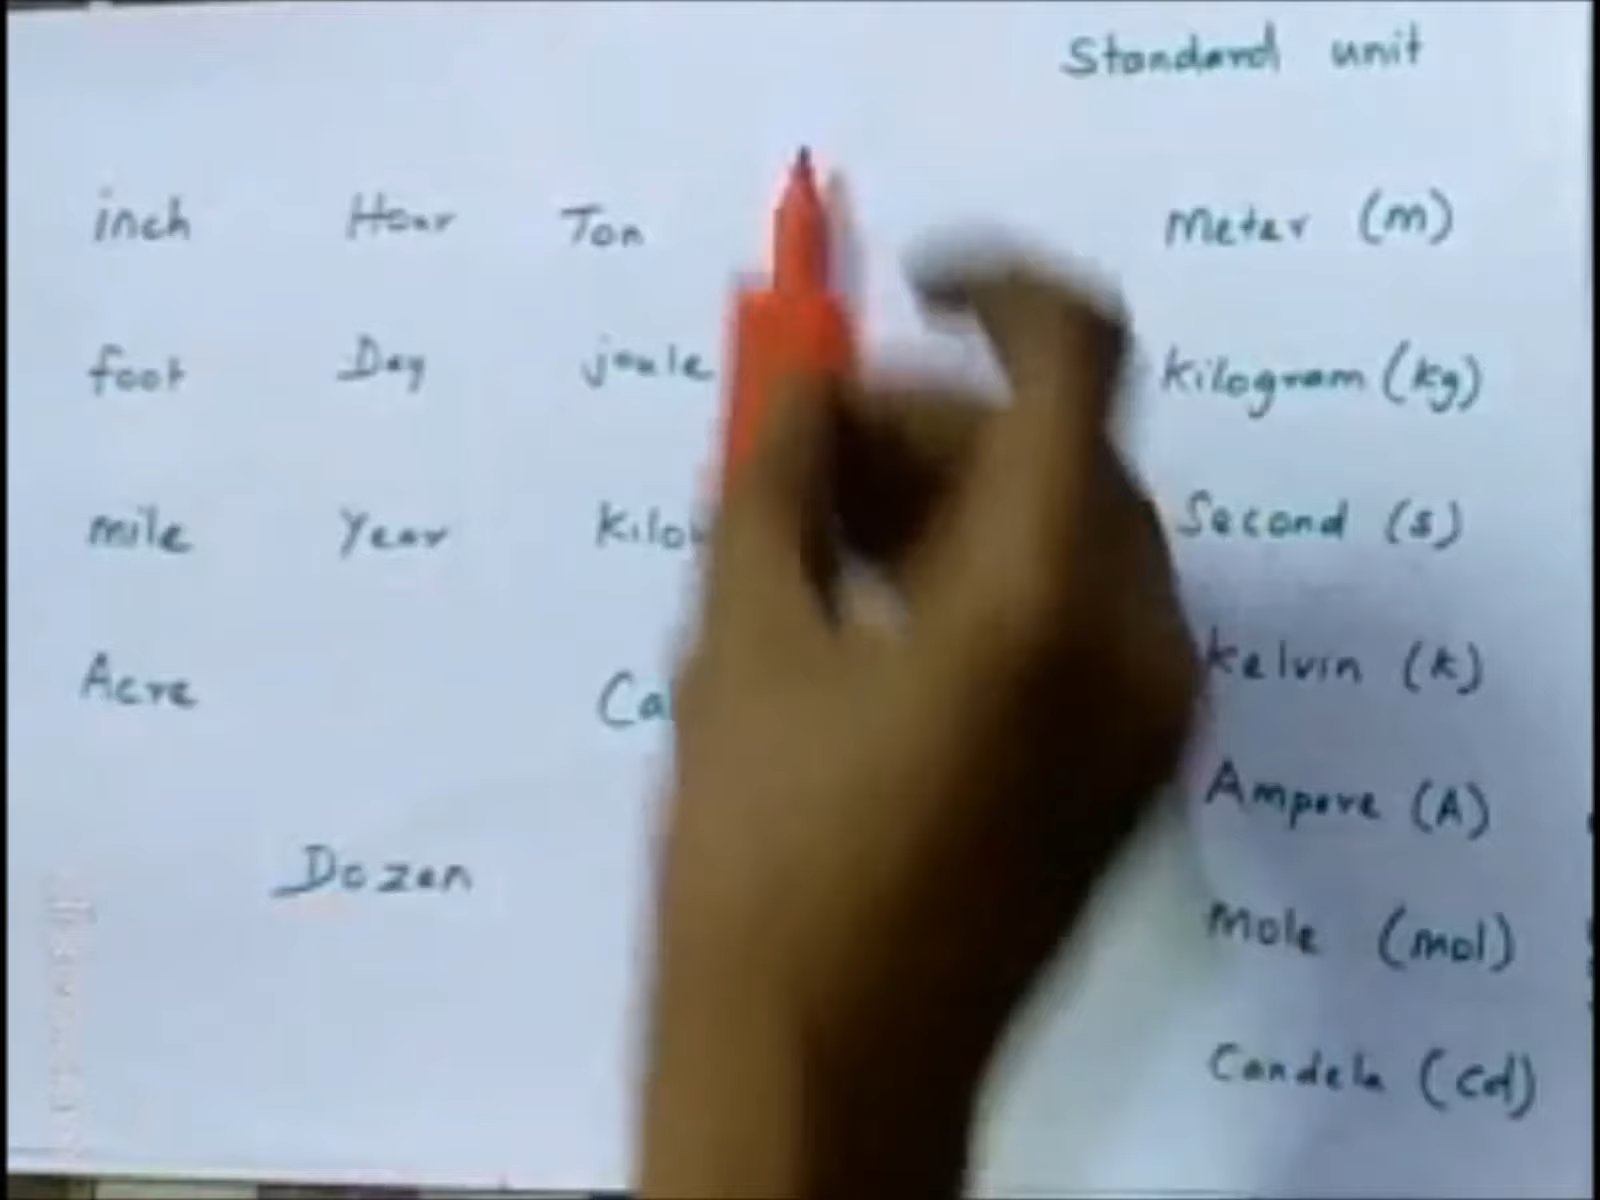 Standard unit
inch Hour Ton Meter (m)
foot Day joule Kilogram (kg)
mile Year Second (s)
Acre Kelvin (k)
Ampere (A)
Dozen
Mole (mol)
Candela (cd)